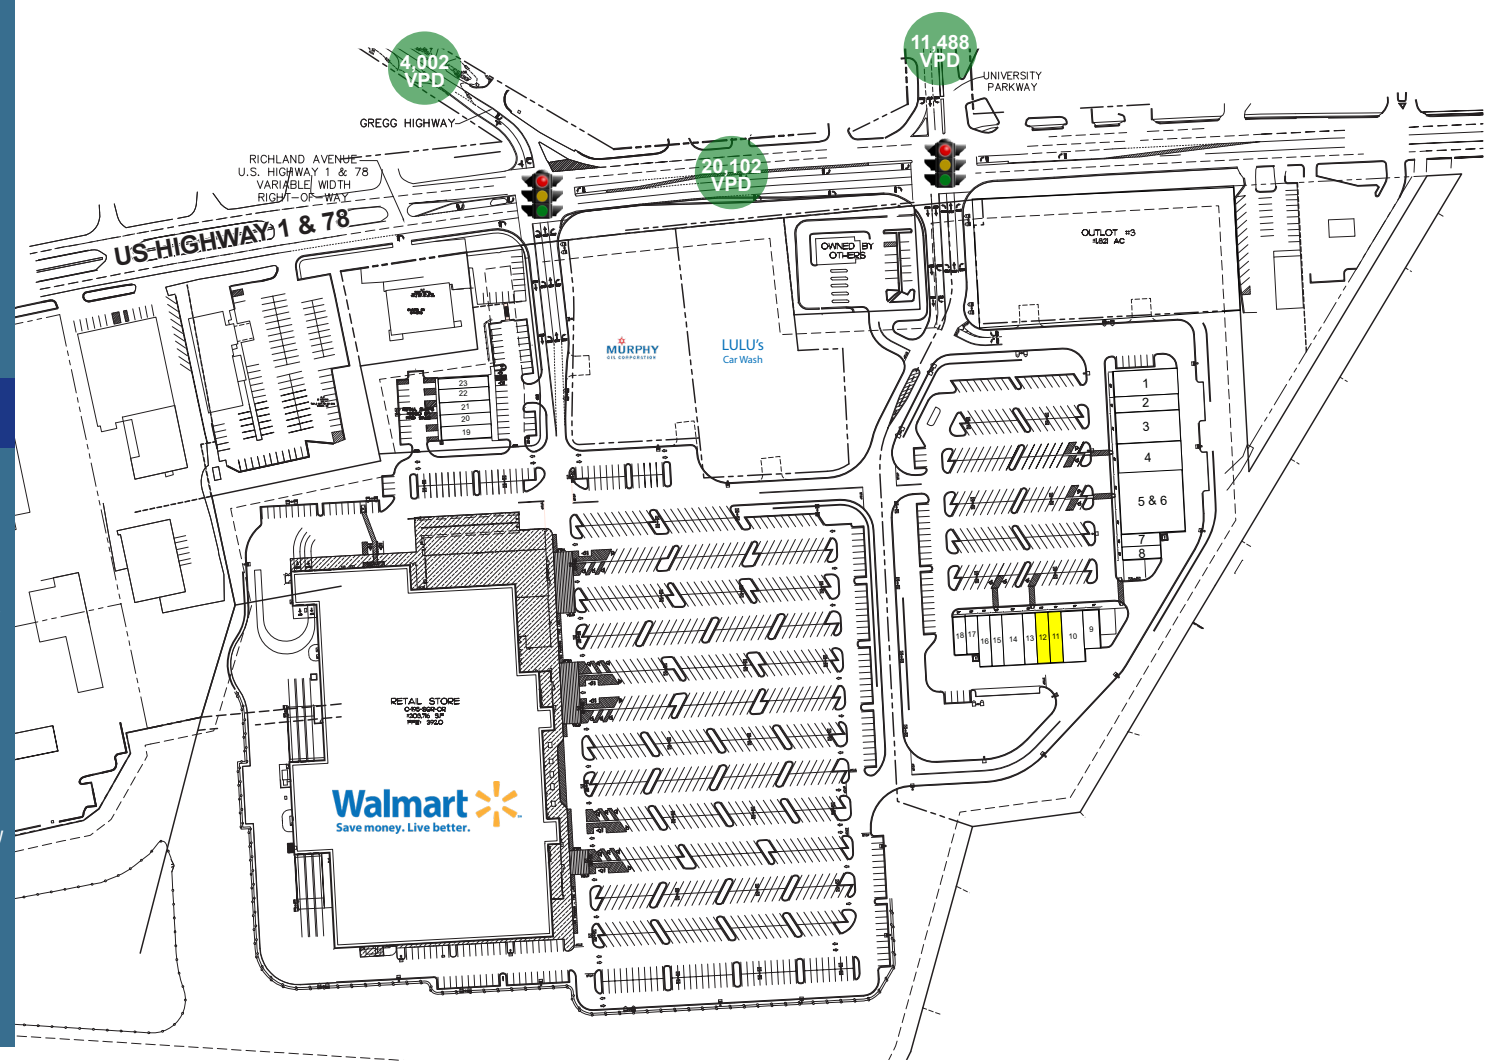 4,002
VPD
11,488
VPD
UNIVERSITY
PARKWAY
GREGG HIGHWAY
RICHLAND AVENUE
U.S. HIGHWAY 1 & 78
VARIABLE WIDTH
RIGHT-OF-WAY
20,102
VPD
US HIGHWAY 1 & 78
OWNED BY
OTHERS
OUTLOT #3
MURPHY
OIL CORPORATION
LULU's
Car Wash
23
22
21
20
19
1
2
3
4
5 & 6
7
8
18
17
16
15
14
13
12
11
10
9
RETAIL STORE
Walmart
Save money. Live better.